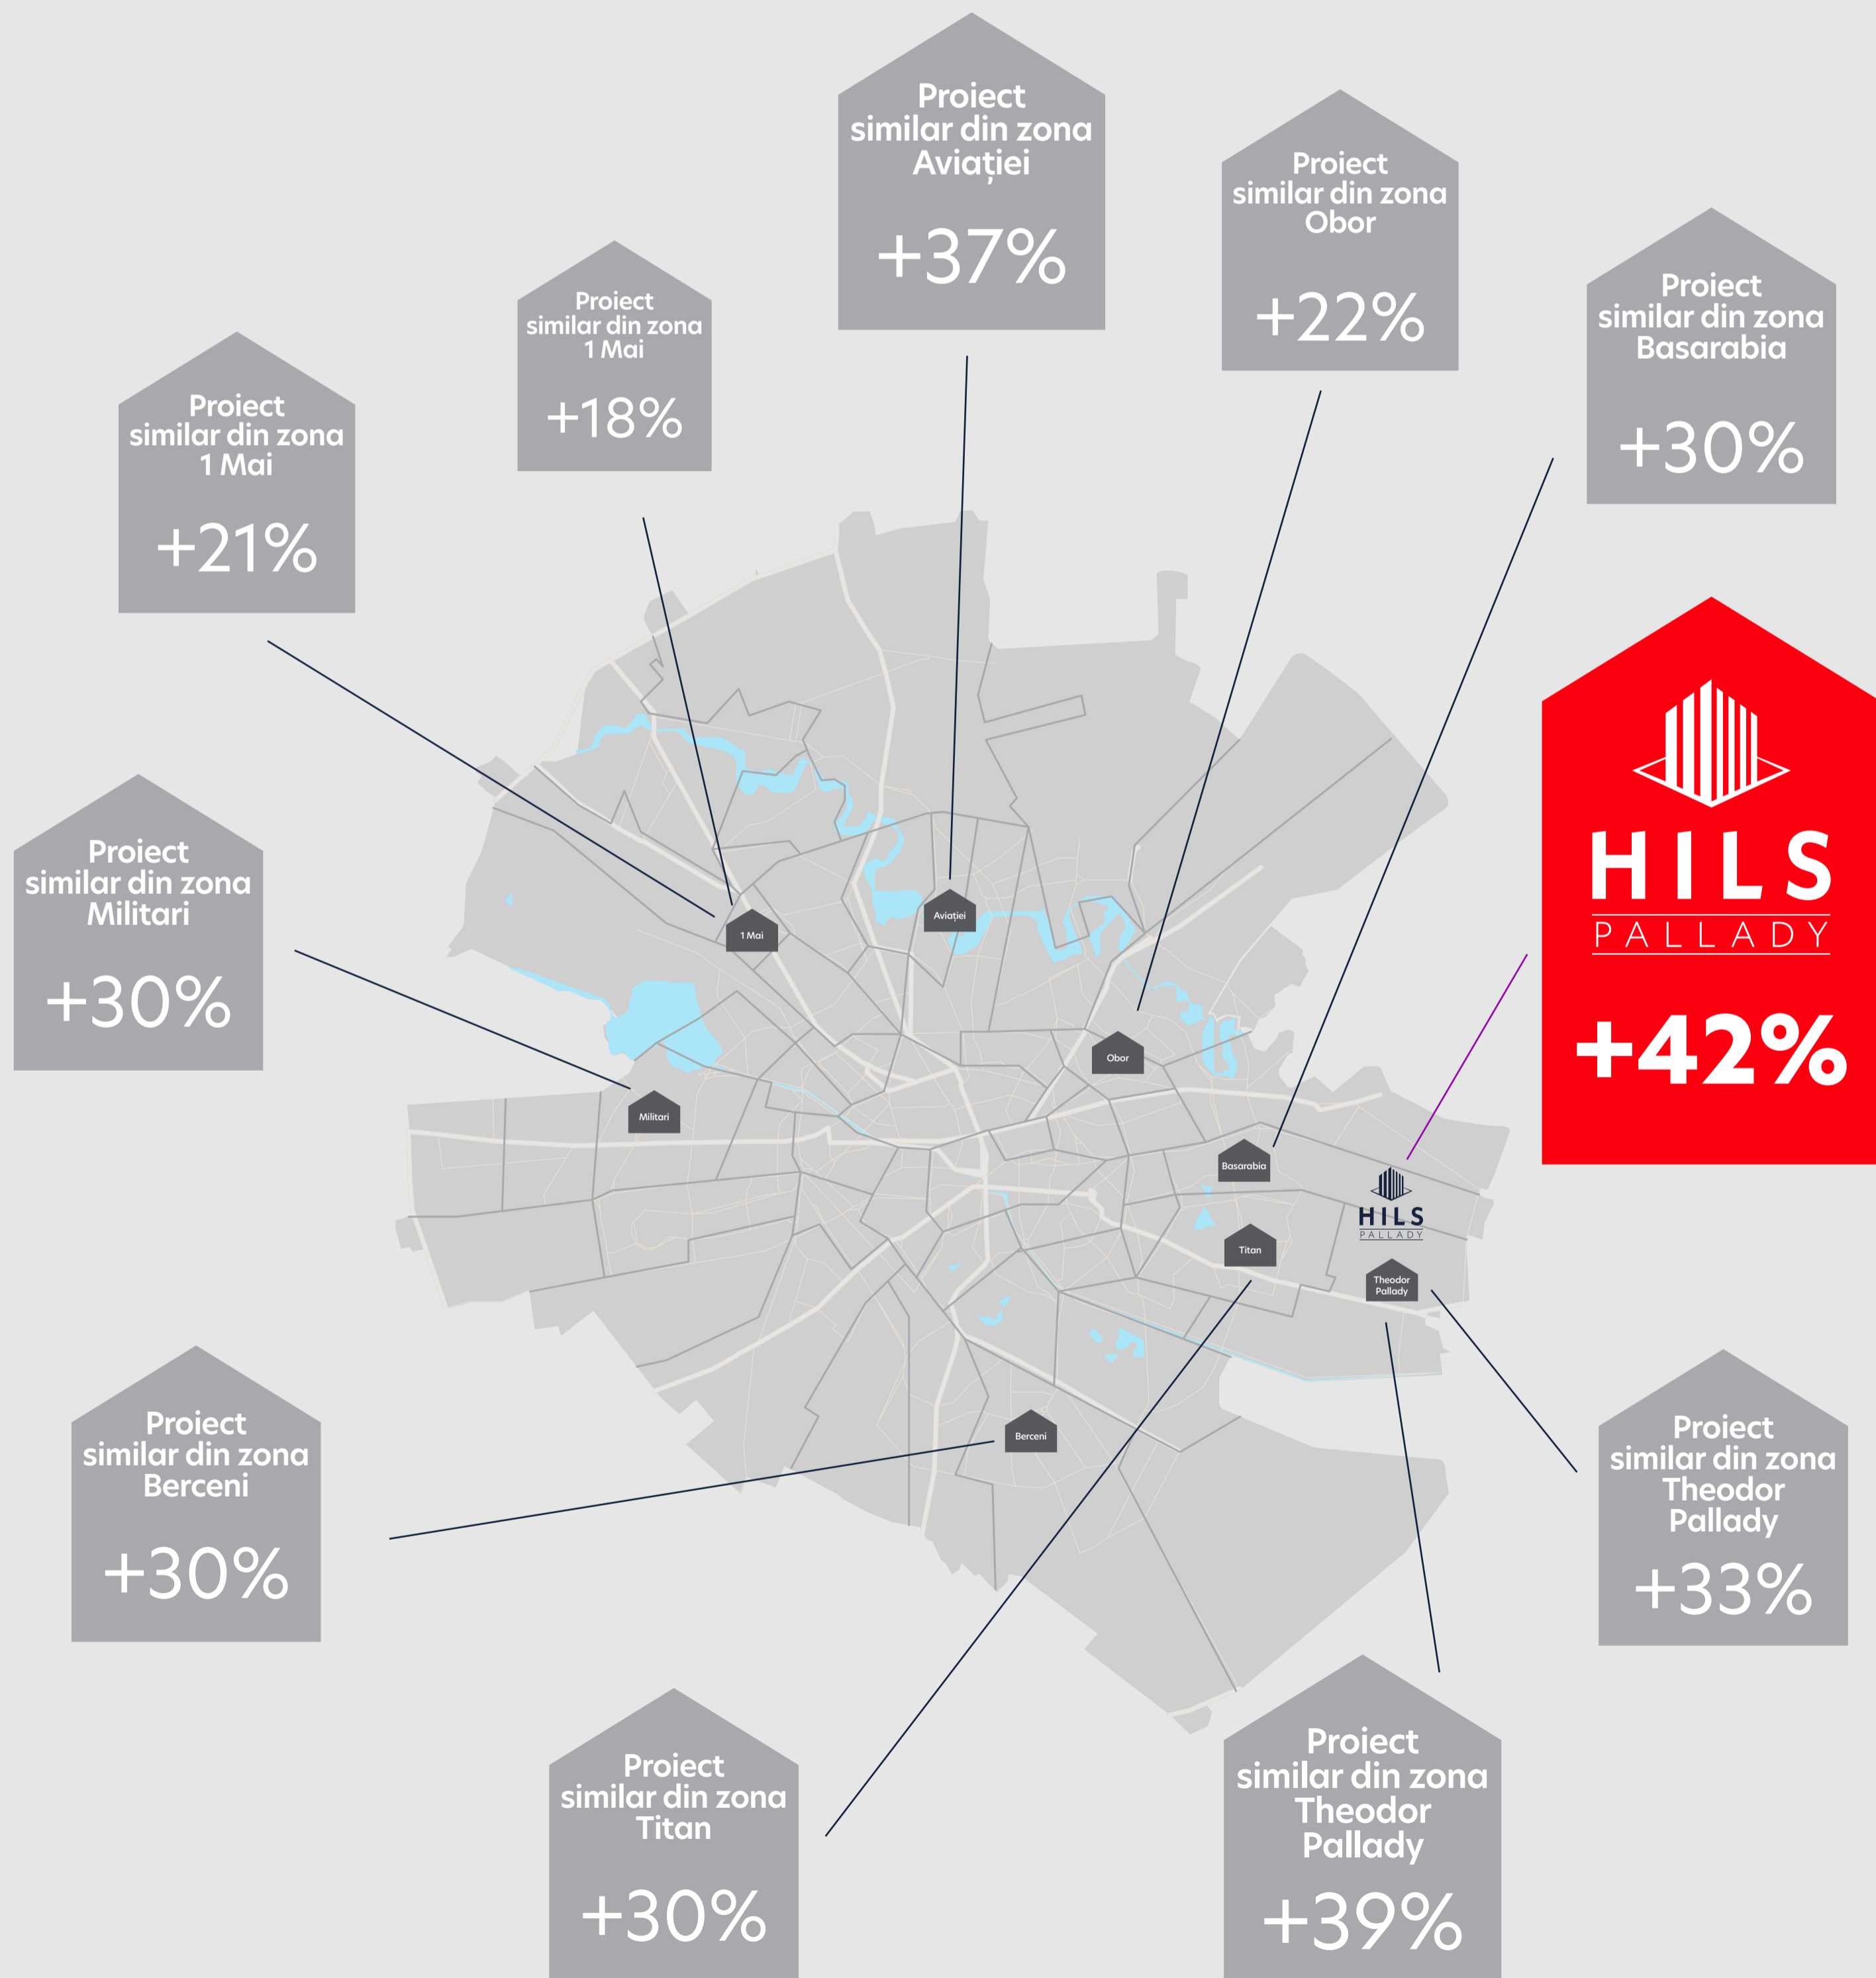 Proiect
similar din zona
Aviației
+37%
Proiect
similar din zona
Obor
+22%
Proiect
similar din zona
Basarabia
+30%
Proiect
similar din zona
1 Mai
+18%
Proiect
similar din zona
1 Mai
+21%
HILS
PALLADY
+42%
Proiect
similar din zona
Militari
+30%
Aviației
1 Mai
Obor
Militari
Basarabia
HILS
PALLADY
Titan
Theodor
Pallady
Berceni
Proiect
similar din zona
Berceni
+30%
Proiect
similar din zona
Theodor
Pallady
+33%
Proiect
similar din zona
Titan
+30%
Proiect
similar din zona
Theodor
Pallady
+39%